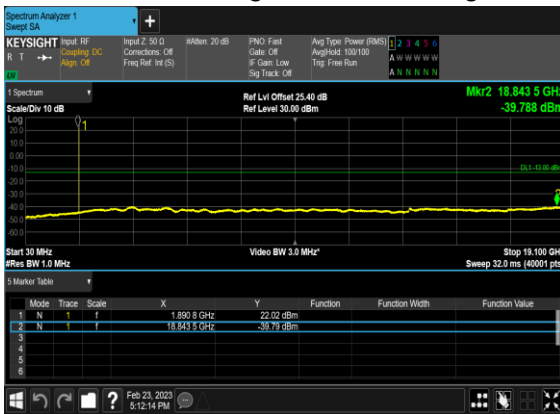 Spectrum Analyzer 1
Swept SA
KEYSIGHT Input: RF Input Z: 50 Ω #Atten: 20 dB PNO: Fast Avg Type: Power (RMS) 1 2 3 4 5 6
R T Coupling: DC Corrections: Off Gate: Off Avg|Hold: 100/100 A W W W W W
Align: Off Freq Ref: Int (S) IF Gain: Low Trig: Free Run
LV Sig Track: Off A N N N N N
1 Spectrum Ref Lvl Offset 25.40 dB Mkr2 18.843 5 GHz
Scale/Div 10 dB Ref Level 30.00 dBm -39.788 dBm
Log
20.0 1
10.0
0.00
-10.0 DL1 -13.00 dBm
-20.0
-30.0 2
-40.0
-50.0
-60.0
Start 30 MHz Video BW 3.0 MHz* Stop 19.100 GHz
#Res BW 1.0 MHz Sweep 32.0 ms (40001 pts)
5 Marker Table
Mode Trace Scale X Y Function Function Width Function Value
1 N 1 f 1.890 8 GHz 22.02 dBm
2 N 1 f 18.843 5 GHz -39.79 dBm
3
4
5
6
? Feb 23, 2023
5:12:14 PM